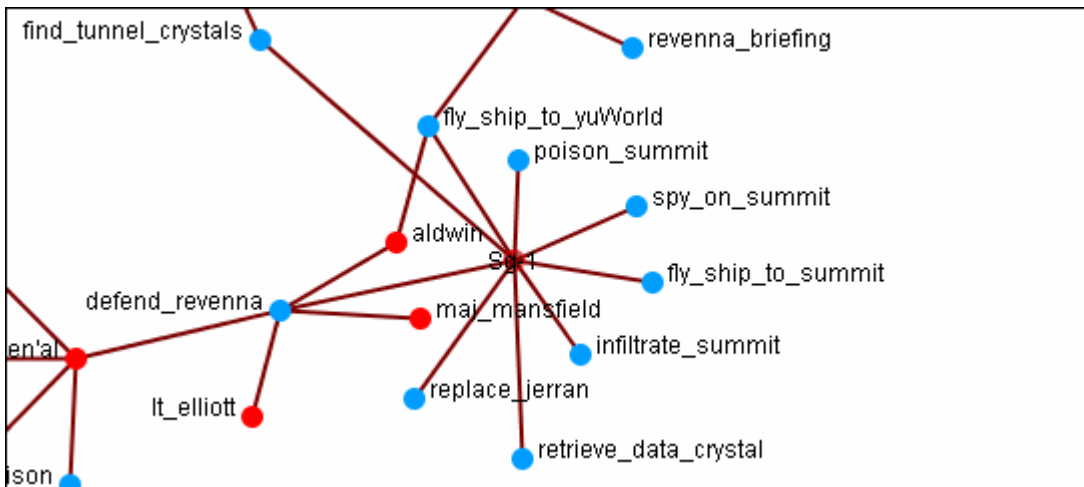 find_tunnel_crystals
revenna_briefing
fly_ship_to_yuWorld
poison_summit
spy_on_summit
aldwin
Sg-1
fly_ship_to_summit
defend_revenna
maj_mansfield
en'al
infiltrate_summit
replace_jerran
lt_elliott
retrieve_data_crystal
ison